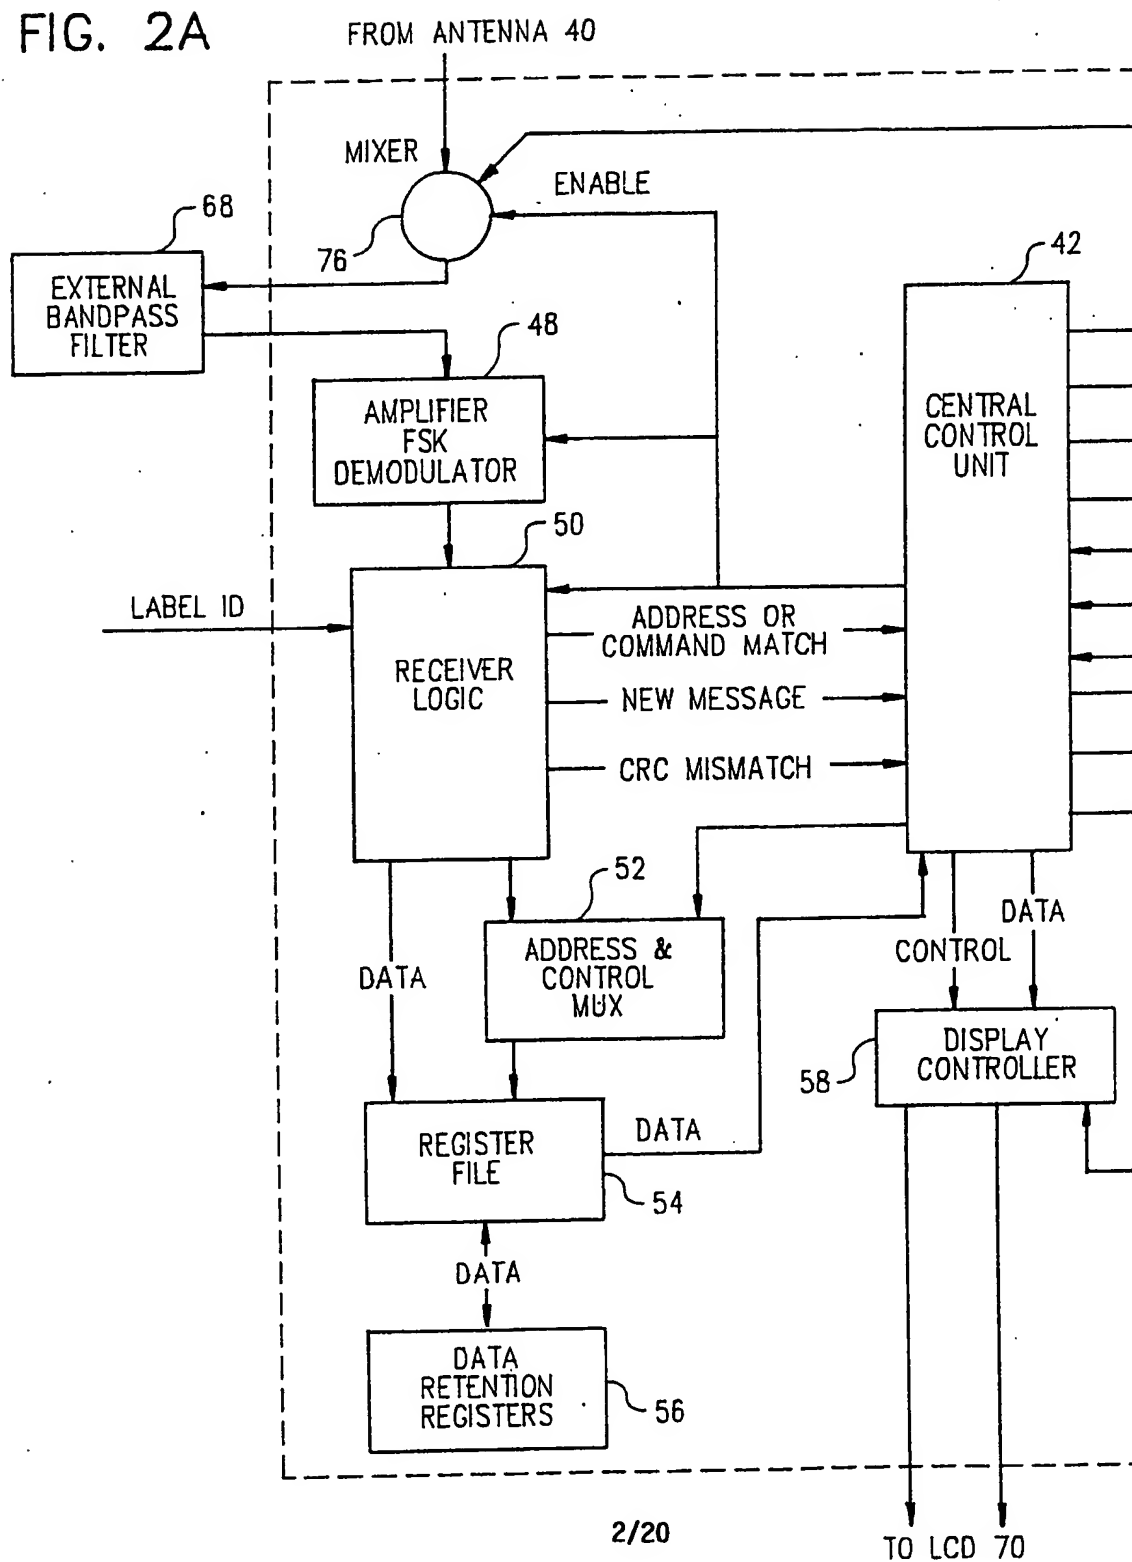 FIG. 2A
FROM ANTENNA 40
MIXER
ENABLE
76
68
EXTERNAL
BANDPASS
FILTER
42
48
AMPLIFIER
FSK
DEMODULATOR
CENTRAL
CONTROL
UNIT
50
LABEL ID
RECEIVER
LOGIC
ADDRESS OR
COMMAND MATCH
NEW MESSAGE
CRC MISMATCH
52
ADDRESS &
CONTROL
MUX
DATA
CONTROL
DATA
58
DISPLAY
CONTROLLER
REGISTER
FILE
DATA
54
DATA
DATA
RETENTION
REGISTERS
56
2/20
TO LCD 70